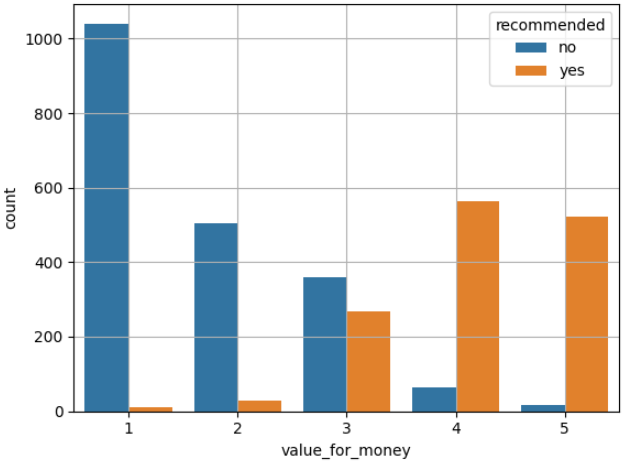 recommended
no
yes
1000
800
600
400
200
0
count
1 2 3 4 5
value_for_money